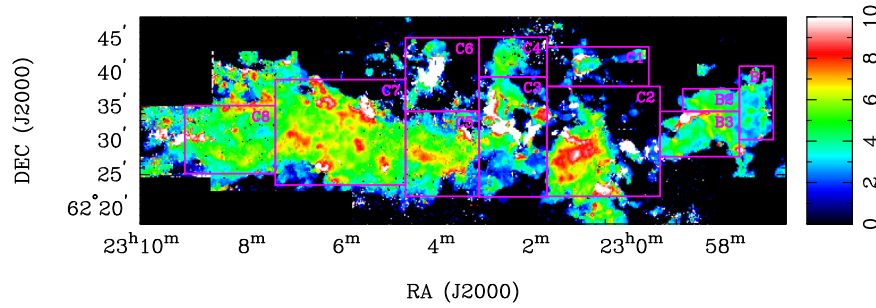 45'
40'
35'
30'
25'
62°20'
DEC (J2000)
C6
C4
C1
B1
C7
C2
C2
B2
C8
C5
B3
23ʰ10ᵐ 8ᵐ 6ᵐ 4ᵐ 2ᵐ 23ʰ0ᵐ 58ᵐ
RA (J2000)
10
8
6
4
2
0